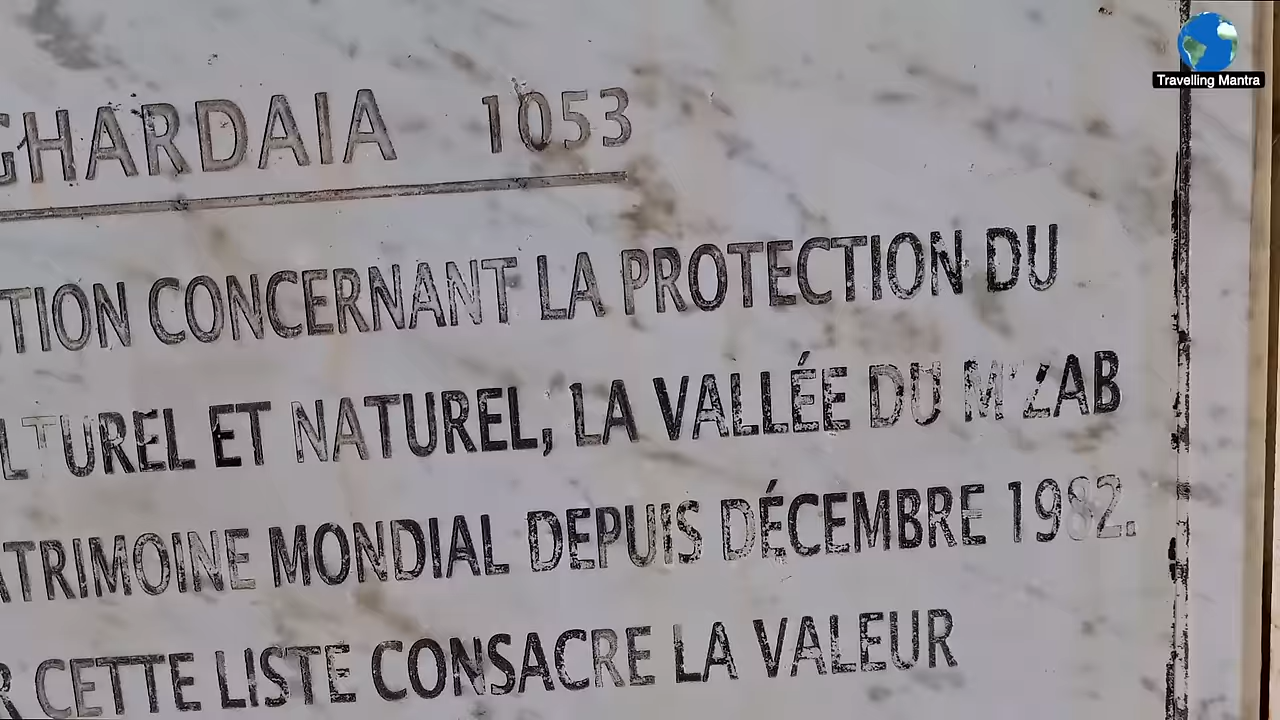 GHARDAIA 1053
TION CONCERNANT LA PROTECTION DU
LTUREL ET NATUREL, LA VALLÉE DU M'ZAB
ATRIMOINE MONDIAL DEPUIS DÉCEMBRE 1982.
R CETTE LISTE CONSACRE LA VALEUR
Travelling Mantra